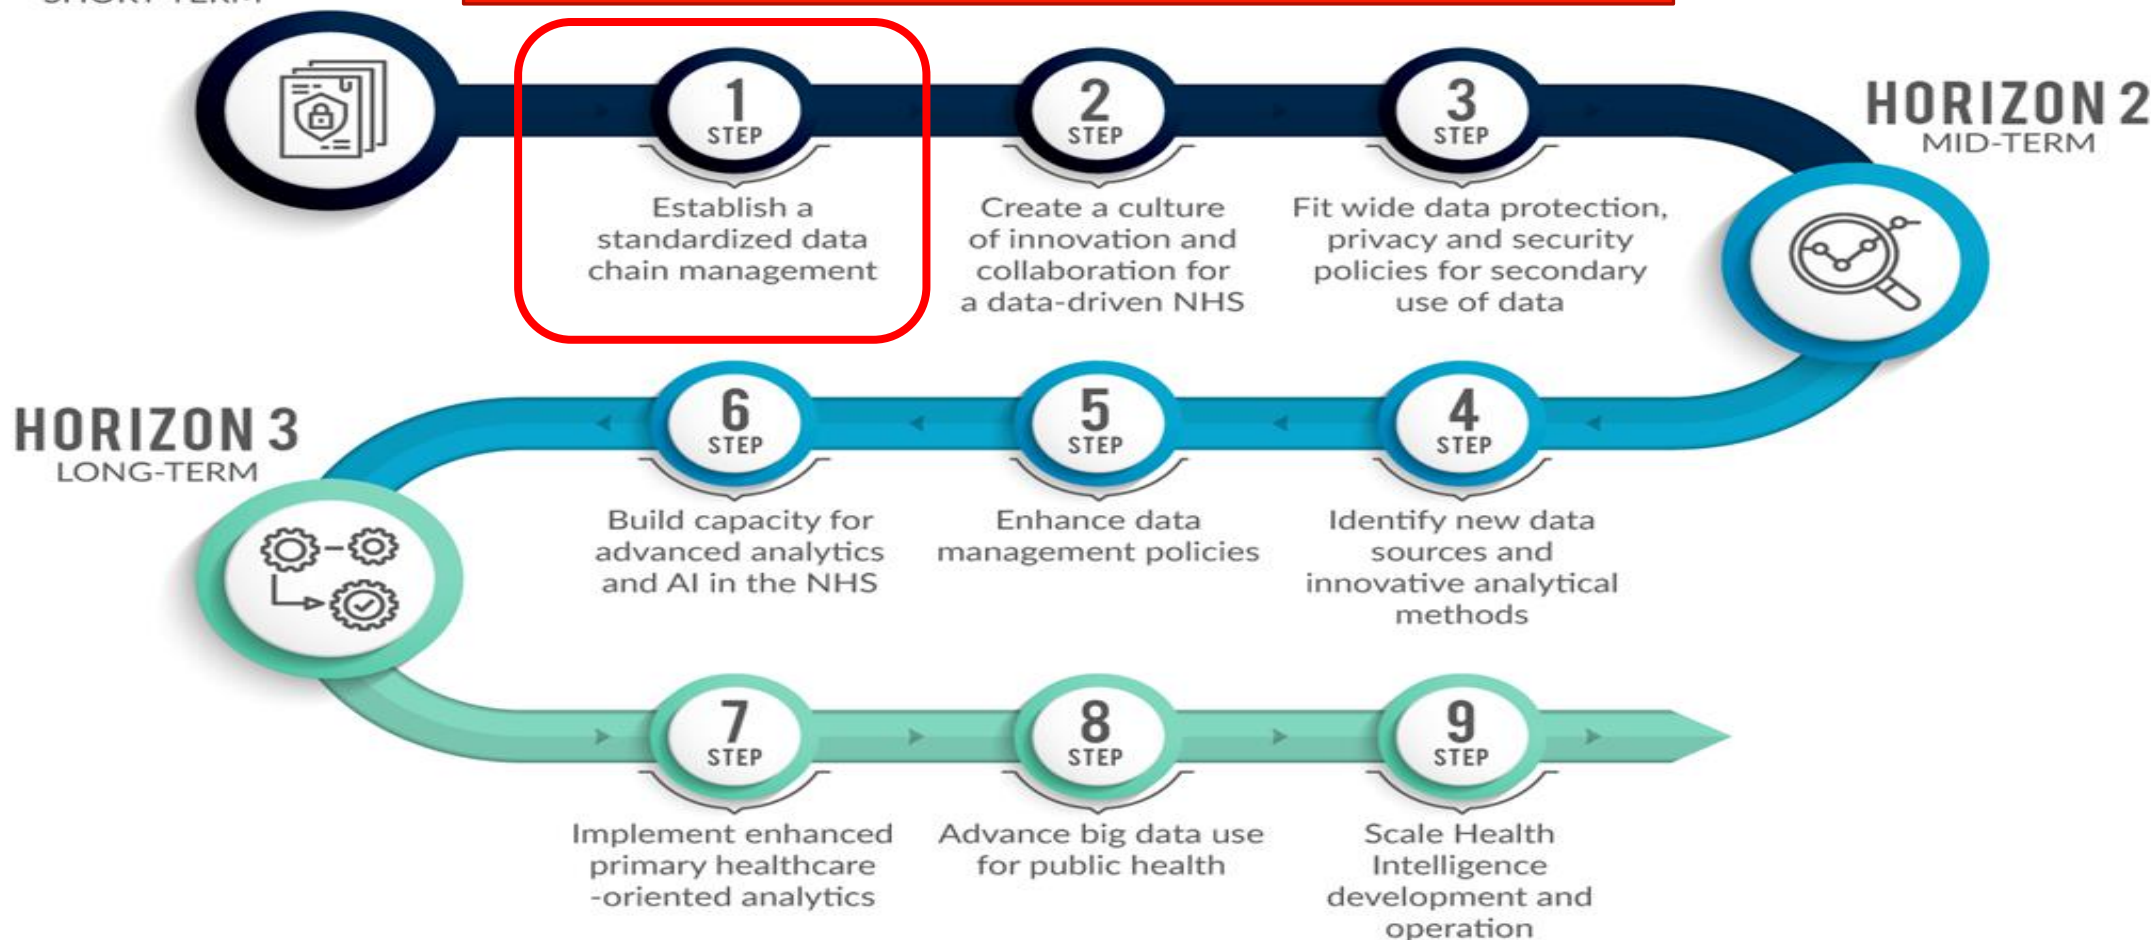 1
STEP
Establish a
standardized data
chain management
2
STEP
Create a culture
of innovation and
collaboration for
a data-driven NHS
3
STEP
Fit wide data protection,
privacy and security
policies for secondary
use of data
HORIZON 2
MID-TERM
4
STEP
Identify new data
sources and
innovative analytical
methods
5
STEP
Enhance data
management policies
6
STEP
Build capacity for
advanced analytics
and AI in the NHS
HORIZON 3
LONG-TERM
7
STEP
Implement enhanced
primary healthcare
-oriented analytics
8
STEP
Advance big data use
for public health
9
STEP
Scale Health
Intelligence
development and
operation